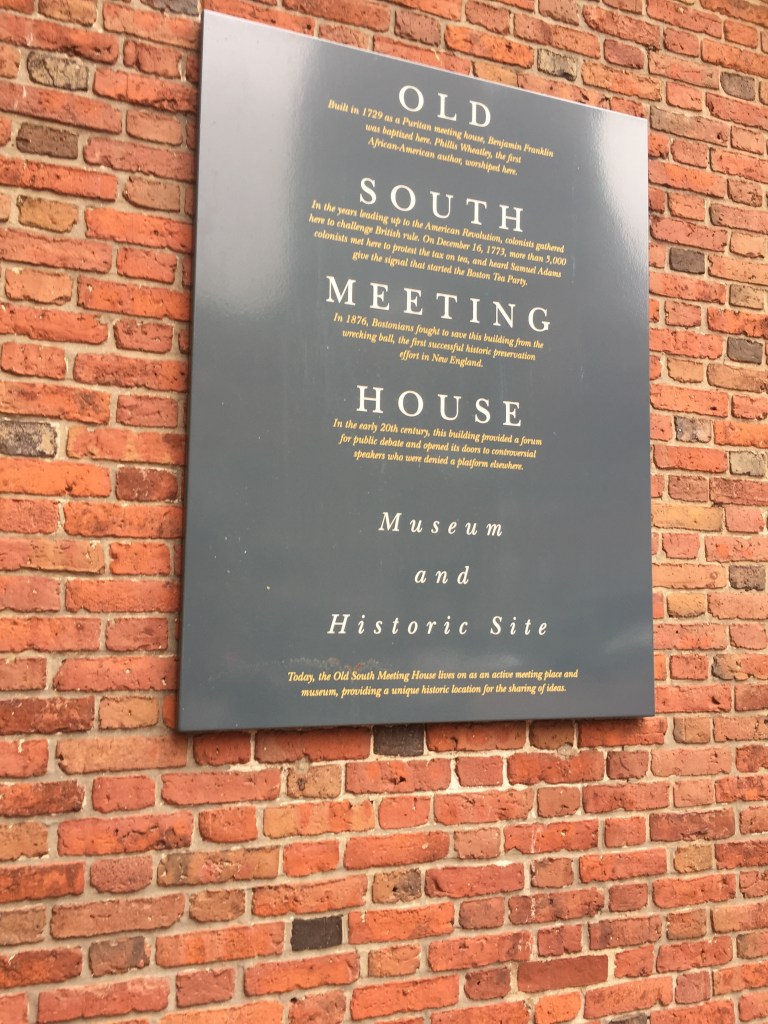 OLD
Built in 1729 as a Puritan meeting house, Benjamin Franklin
was baptised here. Phillis Wheatley, the first
African-American author, worshiped here.
SOUTH
In the years leading up to the American Revolution, colonists gathered
here to challenge British rule. On December 16, 1773, more than 5,000
colonists met here to protest the tax on tea, and heard Samuel Adams
give the signal that started the Boston Tea Party.
MEETING
In 1876, Bostonians fought to save this building from the
wrecking ball, the first successful historic preservation
effort in New England.
HOUSE
In the early 20th century, this building provided a forum
for public debate and opened its doors to controversial
speakers who were denied a platform elsewhere.
Museum
and
Historic Site
Today, the Old South Meeting House lives on as an active meeting place and
museum, providing a unique historic location for the sharing of ideas.